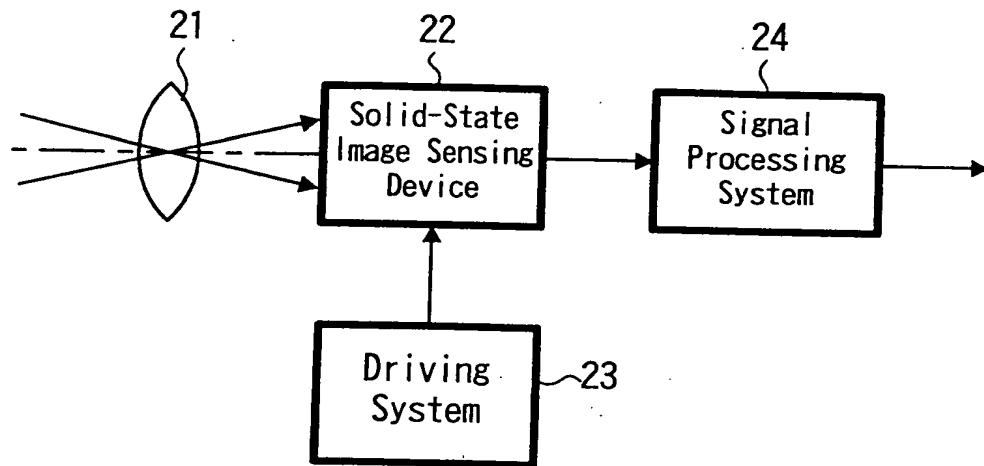 21
22
24
Solid-State
Image Sensing
Device
Signal
Processing
System
Driving
System
23